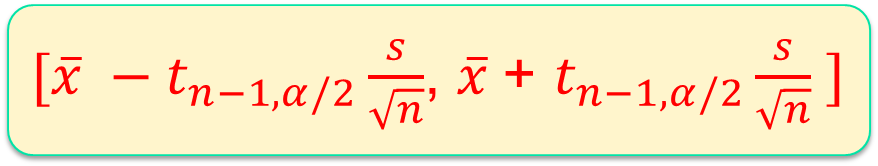 [x̄ − t_{n−1,α/2} s/√n, x̄ + t_{n−1,α/2} s/√n ]